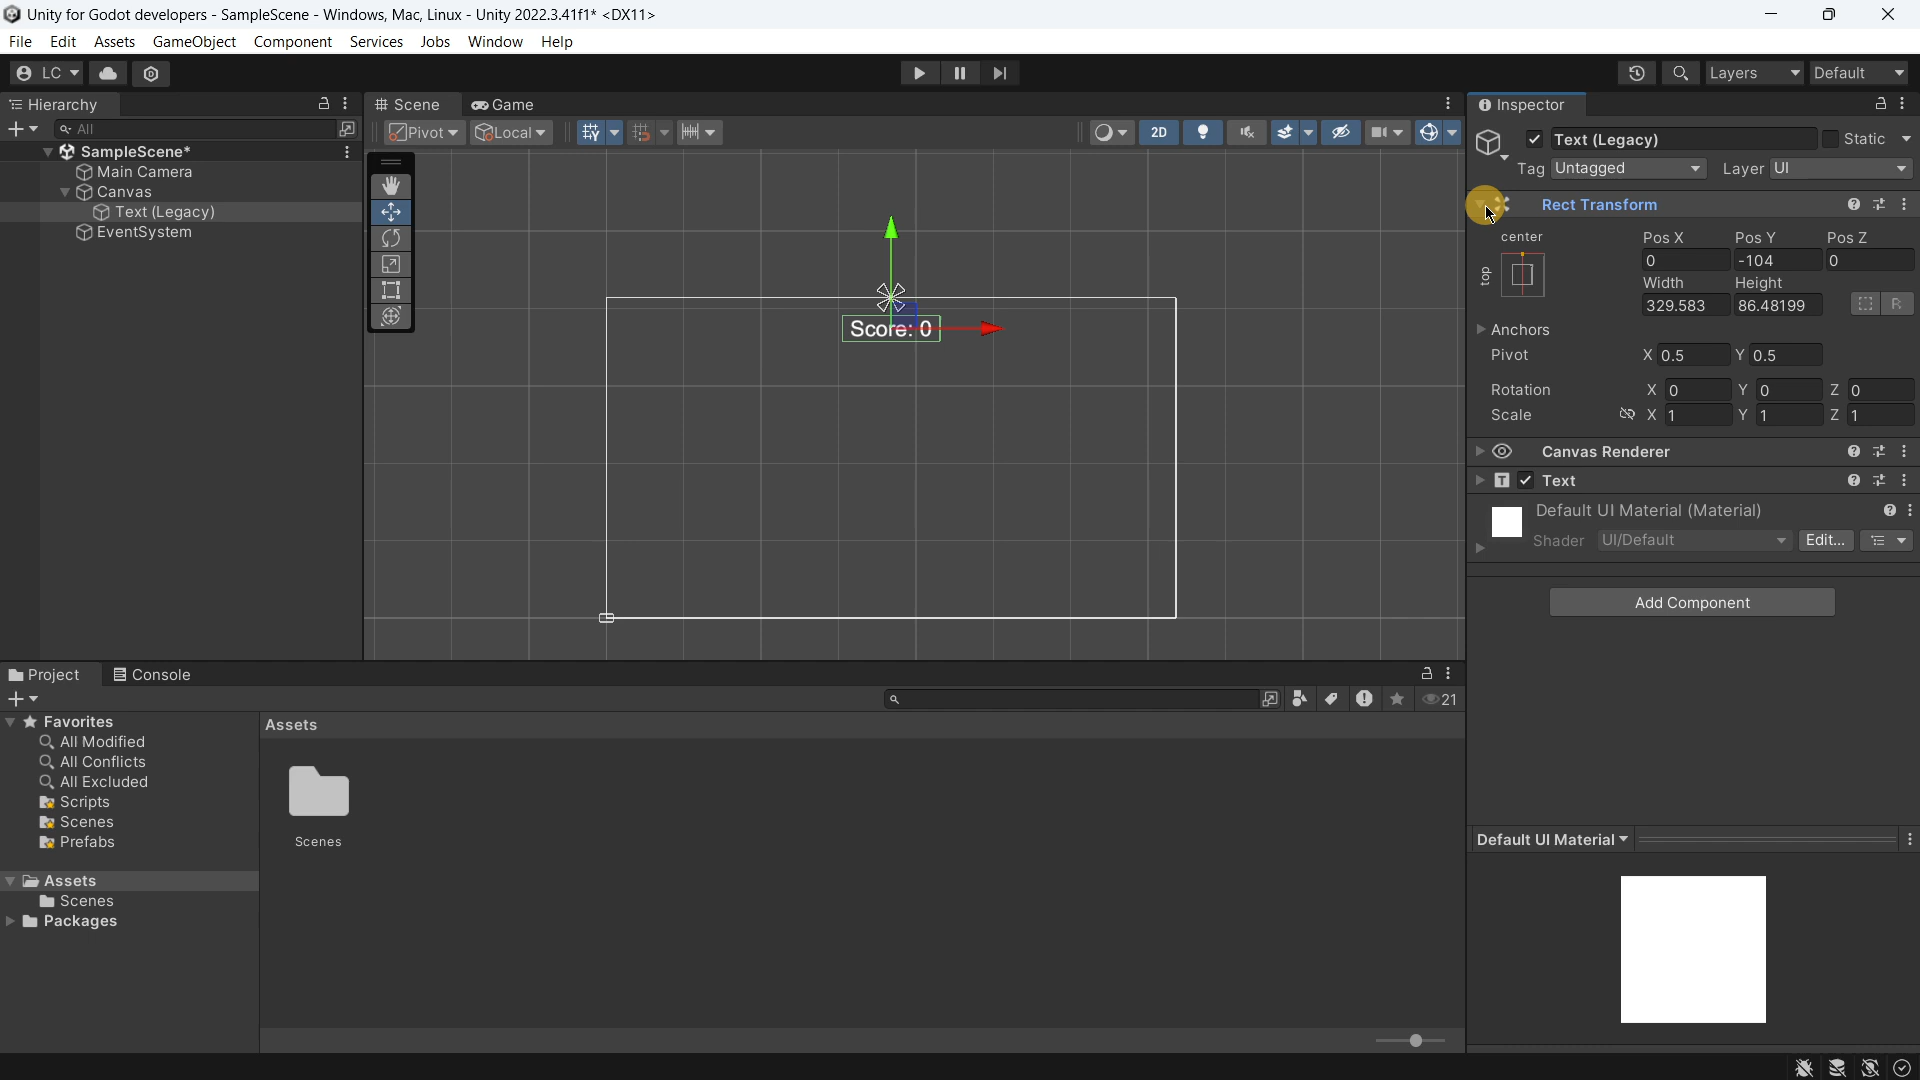 Unity for Godot developers - SampleScene - Windows, Mac, Linux - Unity 2022.3.41f1* <DX11>
File Edit Assets GameObject Component Services Jobs Window Help
LC Layers Default
Hierarchy
All
SampleScene*
Main Camera
Canvas
Text (Legacy)
EventSystem
Scene Game
Pivot Local 2D
Score: 0
Inspector
Text (Legacy) Static
Tag Untagged Layer UI
Rect Transform
center Pos X Pos Y Pos Z
top 0 -104 0
Width Height
329.583 86.48199 R
Anchors
Pivot X 0.5 Y 0.5
Rotation X 0 Y 0 Z 0
Scale X 1 Y 1 Z 1
Canvas Renderer
Text
Default UI Material (Material)
Shader UI/Default Edit...
Add Component
Default UI Material
Project Console
21
Favorites
All Modified
All Conflicts
All Excluded
Scripts
Scenes
Prefabs
Assets
Scenes
Packages
Assets
Scenes